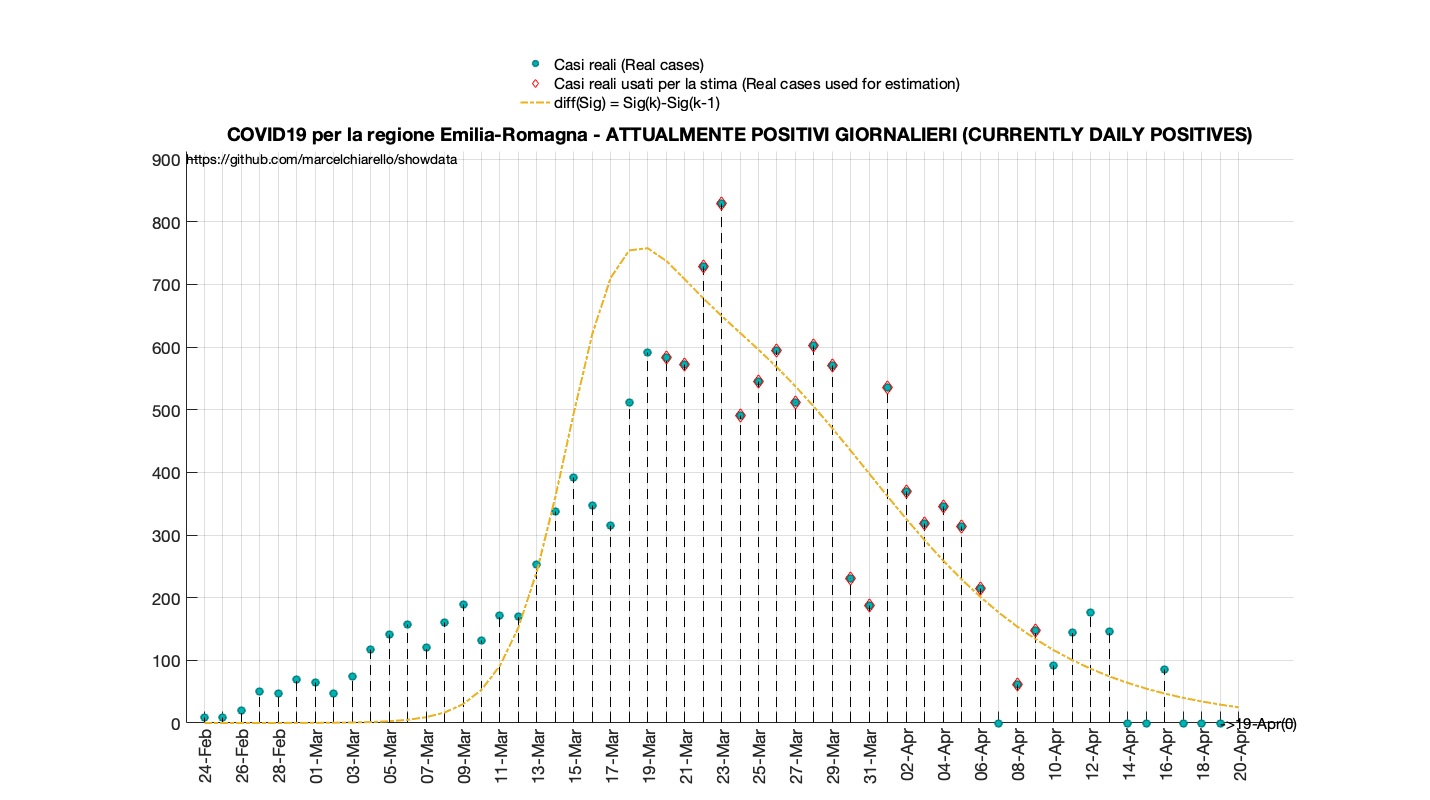 Casi reali (Real cases)
Casi reali usati per la stima (Real cases used for estimation)
diff(Sig) = Sig(k)-Sig(k-1)
COVID19 per la regione Emilia-Romagna - ATTUALMENTE POSITIVI GIORNALIERI (CURRENTLY DAILY POSITIVES)
https://github.com/marcelchiarello/showdata
900
800
700
600
500
400
300
200
100
0
->19-Apr(0)
24-Feb
26-Feb
28-Feb
01-Mar
03-Mar
05-Mar
07-Mar
09-Mar
11-Mar
13-Mar
15-Mar
17-Mar
19-Mar
21-Mar
23-Mar
25-Mar
27-Mar
29-Mar
31-Mar
02-Apr
04-Apr
06-Apr
08-Apr
10-Apr
12-Apr
14-Apr
16-Apr
18-Apr
20-Apr